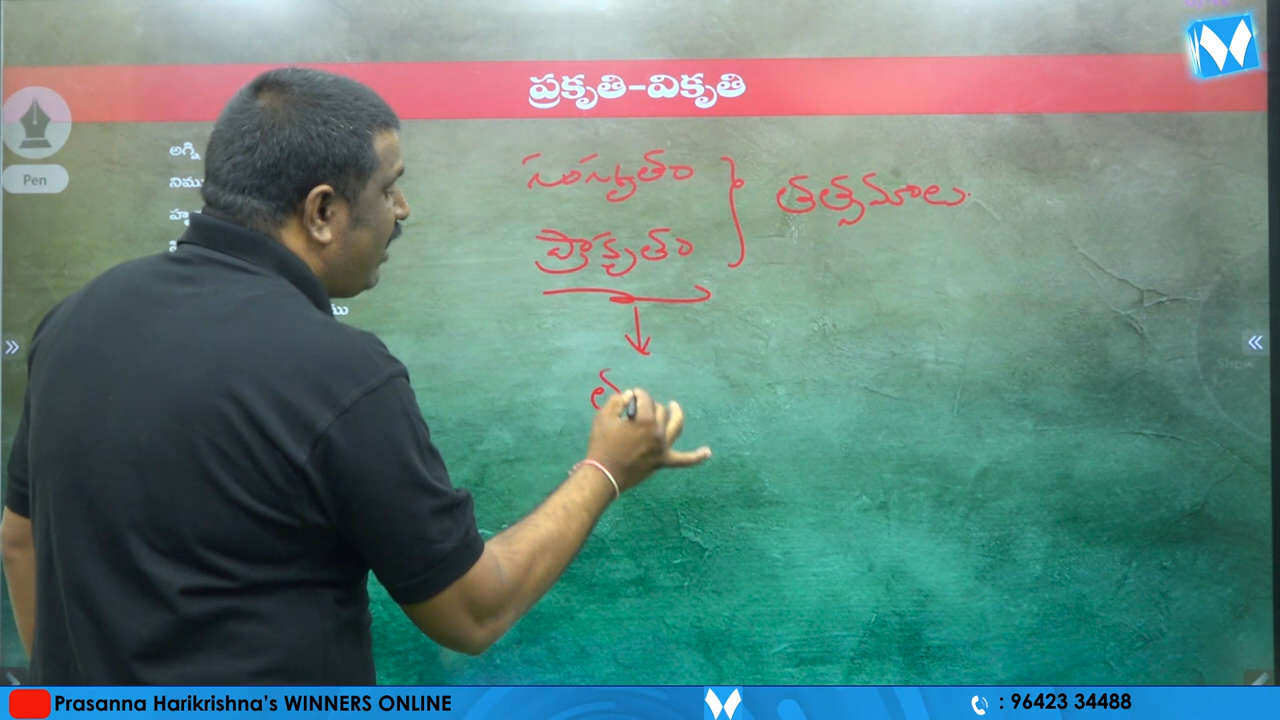 ప్రకృతి-వికృతి
Pen
అగ్ని
సంస్కృతం
ప్రాకృతం
తత్సమాలు.
Prasanna Harikrishna's WINNERS ONLINE
: 96423 34488